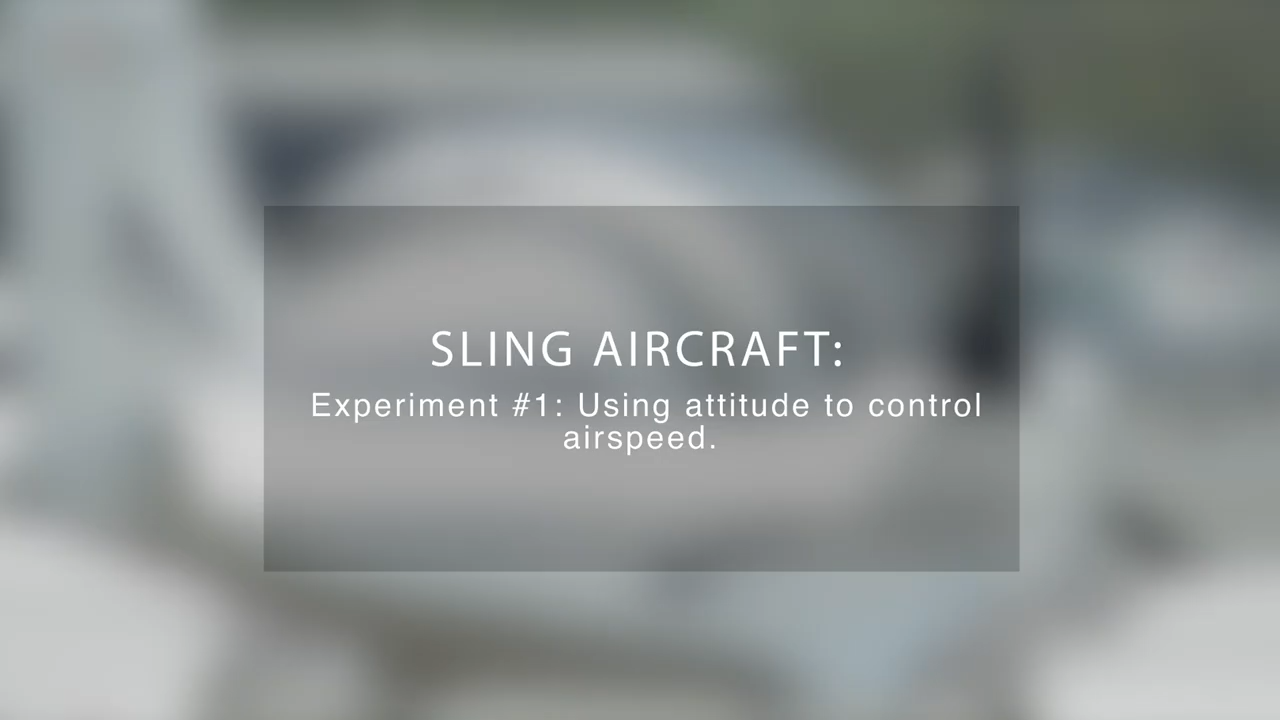 SLING AIRCRAFT:
Experiment #1: Using attitude to control
airspeed.